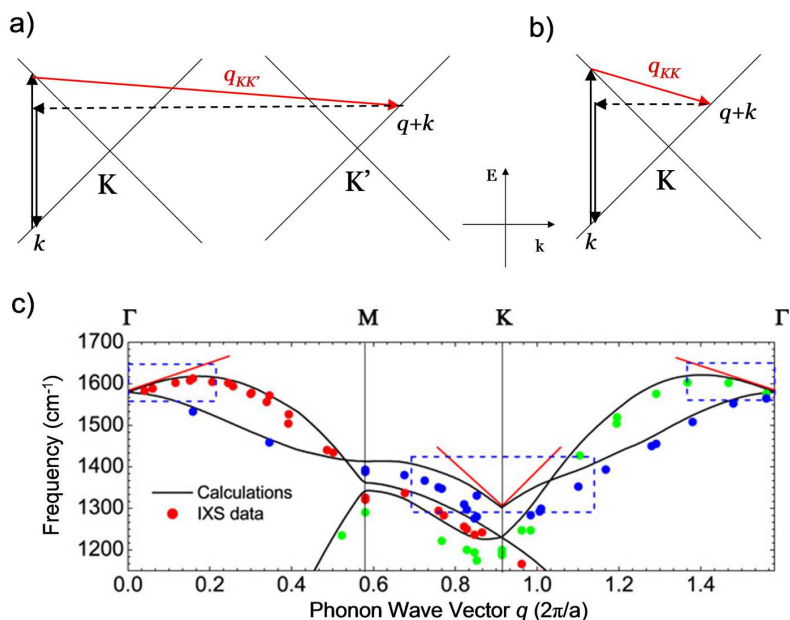 a)
b)
q_KK'
q_KK
q+k
q+k
K
K'
K
E
k
k
k
c)
Γ M K Γ
1700
1600
1500
1400
1300
1200
Frequency (cm⁻¹)
Calculations
IXS data
0.0 0.2 0.4 0.6 0.8 1.0 1.2 1.4
Phonon Wave Vector q (2π/a)